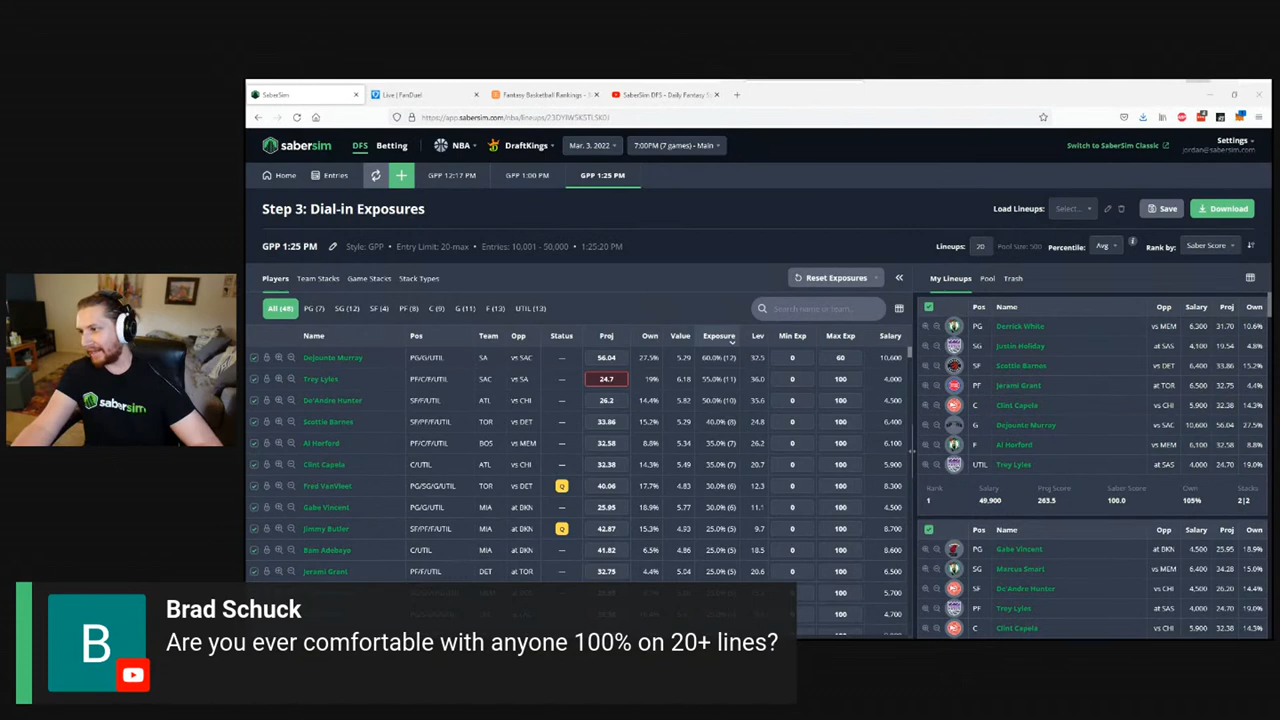 SaberSim
Live | FanDuel
Fantasy Basketball Rankings - S
SaberSim DFS - Daily Fantasy Sp
https://app.sabersim.com/nba/lineups/
sabersim DFS Betting NBA DraftKings Mar. 3, 2022 7:00PM (7 games) - Main Switch to SaberSim Classic Settings
jordan@sabersim.com
Home Entries GPP 12:17 PM GPP 1:00 PM GPP 1:25 PM
Step 3: Dial-in Exposures Load Lineups: Select... Save Download
GPP 1:25 PM Style: GPP • Entry Limit: 20-max • Entries: 10,001 - 50,000 • 1:25:20 PM Lineups: 20 Pool Size: 500 Percentile: Avg Rank by: Saber Score
Players Team Stacks Game Stacks Stack Types Reset Exposures
All (48) PG (7) SG (12) SF (4) PF (8) C (9) G (11) F (13) UTIL (13) Search name or team...
Name Pos Team Opp Status Proj Own Value Exposure Lev Min Exp Max Exp Salary
Dejounte Murray PG/G/UTIL SA vs SAC — 56.04 27.5% 5.29 60.0% (12) 32.5 0 60 10,600
Trey Lyles PF/C/F/UTIL SAC vs SA — 24.7 19% 6.18 55.0% (11) 36.0 0 100 4,000
De'Andre Hunter SF/F/UTIL ATL vs CHI — 26.2 14.4% 5.82 50.0% (10) 35.6 0 100 4,500
Scottie Barnes SF/PF/F/UTIL TOR vs DET — 33.86 15.2% 5.29 40.0% (8) 24.8 0 100 6,400
Al Horford PF/C/F/UTIL BOS vs MEM — 32.58 8.8% 5.34 35.0% (7) 26.2 0 100 6,100
Clint Capela C/UTIL ATL vs CHI — 32.38 14.3% 5.49 35.0% (7) 20.7 0 100 5,900
Fred VanVleet PG/SG/G/UTIL TOR vs DET Q 40.06 17.7% 4.83 30.0% (6) 12.3 0 100 8,300
Gabe Vincent PG/G/UTIL MIA at BKN — 25.95 18.9% 5.77 30.0% (6) 11.1 0 100 4,500
Jimmy Butler SF/PF/F/UTIL MIA at BKN Q 42.87 15.3% 4.93 25.0% (5) 9.7 0 100 8,700
Bam Adebayo C/UTIL MIA at BKN — 41.82 6.5% 4.86 25.0% (5) 18.5 0 100 8,600
Jerami Grant PF/F/UTIL DET at TOR — 32.75 4.4% 5.04 25.0% (5) 20.6 0 100 6,500
5,700
4,700
My Lineups Pool Trash
Pos Name Opp Salary Proj Own
PG Derrick White vs MEM 6,300 31.70 10.6%
SG Justin Holiday at SAS 4,100 19.54 4.8%
SF Scottie Barnes vs DET 6,400 33.86 15.2%
PF Jerami Grant at TOR 6,500 32.75 4.4%
C Clint Capela vs CHI 5,900 32.38 14.3%
G Dejounte Murray vs SAC 10,600 56.04 27.5%
F Al Horford vs MEM 6,100 32.58 8.8%
UTIL Trey Lyles at SAS 4,000 24.70 19.0%
Rank Salary Proj Score Saber Score Own Stacks
1 49,900 263.5 100.0 105% 2|2
Pos Name Opp Salary Proj Own
PG Gabe Vincent at BKN 4,500 25.95 18.9%
SG Marcus Smart vs MEM 6,400 34.28 15.0%
SF De'Andre Hunter vs CHI 4,500 26.20 14.4%
PF Trey Lyles at SAS 4,000 24.70 19.0%
C Clint Capela vs CHI 5,900 32.38 14.3%
sabersim
B
Brad Schuck
Are you ever comfortable with anyone 100% on 20+ lines?